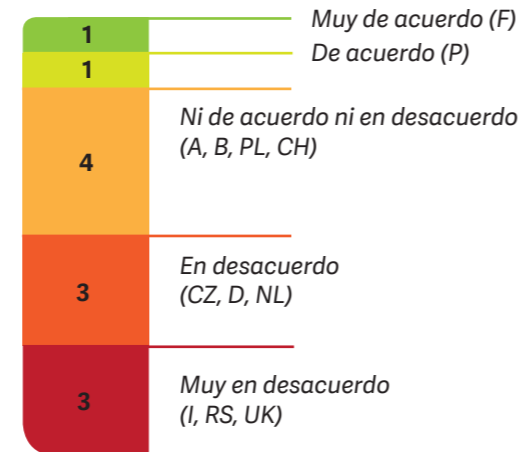 1 Muy de acuerdo (F)
1 De acuerdo (P)
4 Ni de acuerdo ni en desacuerdo
(A, B, PL, CH)
3 En desacuerdo
(CZ, D, NL)
3 Muy en desacuerdo
(I, RS, UK)